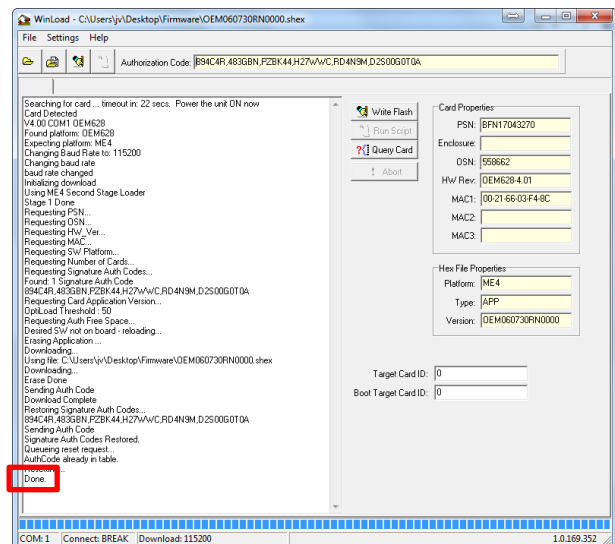 WinLoad - C:\Users\jv\Desktop\Firmware\OEM060730RN0000.shex
File Settings Help
Authorization Code: 894C4R,483GBN,PZBK44,H27WWC,RD4N9M,D2S00G0T0A
Searching for card ... timeout in: 22 secs. Power the unit ON now
Card Detected
V4.00 COM1 OEM628
Found platform: OEM628
Expecting platform: ME4
Changing Baud Rate to: 115200
Changing baud rate
baud rate changed
Initializing download
Using ME4 Second Stage Loader
Stage 1 Done
Requesting PSN...
Requesting OSN...
Requesting HW_Ver...
Requesting MAC...
Requesting SW Platform...
Requesting Number of Cards...
Requesting Signature Auth Codes...
Found: 1 Signature Auth Code
894C4R,483GBN,PZBK44,H27WWC,RD4N9M,D2S00G0T0A
Requesting Card Application Version...
OptiLoad Threshold : 50
Requesting Auth Free Space...
Desired SW not on board - reloading...
Erasing Application ...
Downloading...
Using file: C:\Users\jv\Desktop\Firmware\OEM060730RN0000.shex
Downloading...
Erase Done
Sending Auth Code
Download Complete
Restoring Signature Auth Codes...
894C4R,483GBN,PZBK44,H27WWC,RD4N9M,D2S00G0T0A
Sending Auth Code
Signature Auth Codes Restored.
Queueing reset request...
AuthCode already in table.
Done.
Write Flash
Run Script
Query Card
Abort
Card Properties
PSN: BFN17043270
Enclosure:
OSN: 558662
HW Rev: OEM628-4.01
MAC1: 00-21-66-03-F4-8C
MAC2:
MAC3:
Hex File Properties
Platform: ME4
Type: APP
Version: OEM060730RN0000
Target Card ID: 0
Boot Target Card ID: 0
COM: 1 Connect: BREAK Download: 115200 1.0.169.352